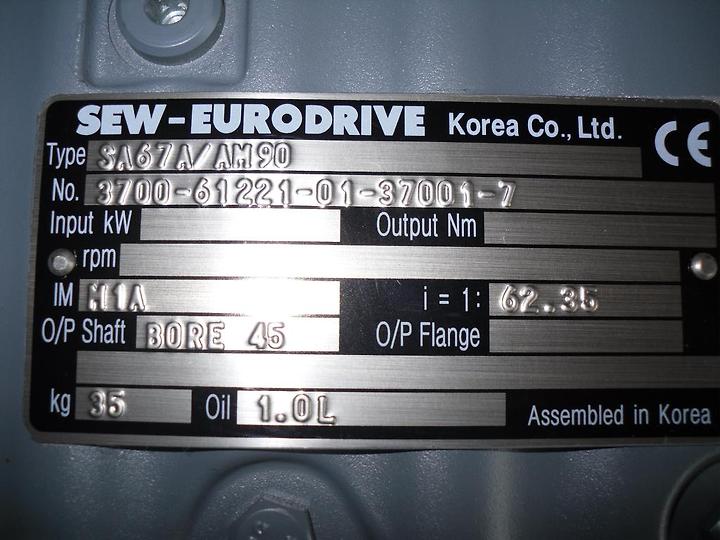 SEW-EURODRIVE Korea Co., Ltd.
CE
Type SA67A/AM90
No. 3700-61221-01-37001-7
Input kW Output Nm
rpm
IM M1A i = 1: 62.35
O/P Shaft BORE 45 O/P Flange
kg 35 Oil 1.0L Assembled in Korea